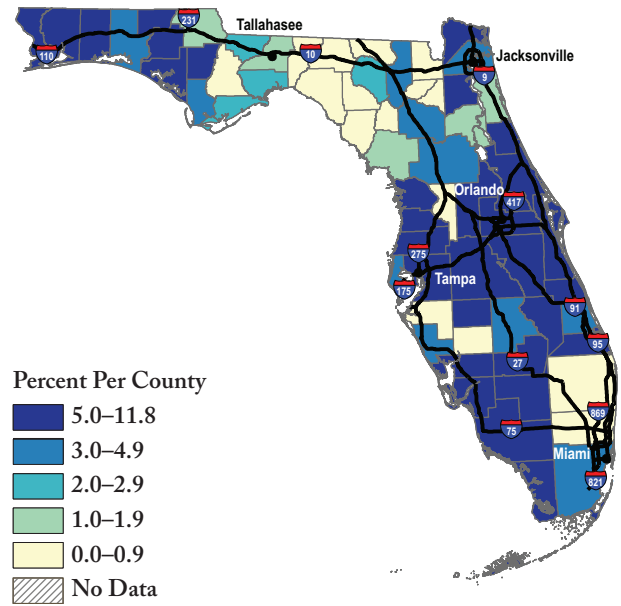 231
Tallahasee
110
10
Jacksonville
9
Orlando
417
275
Tampa
175
91
95
27
869
75
Miami
821
Percent Per County
5.0–11.8
3.0–4.9
2.0–2.9
1.0–1.9
0.0–0.9
No Data